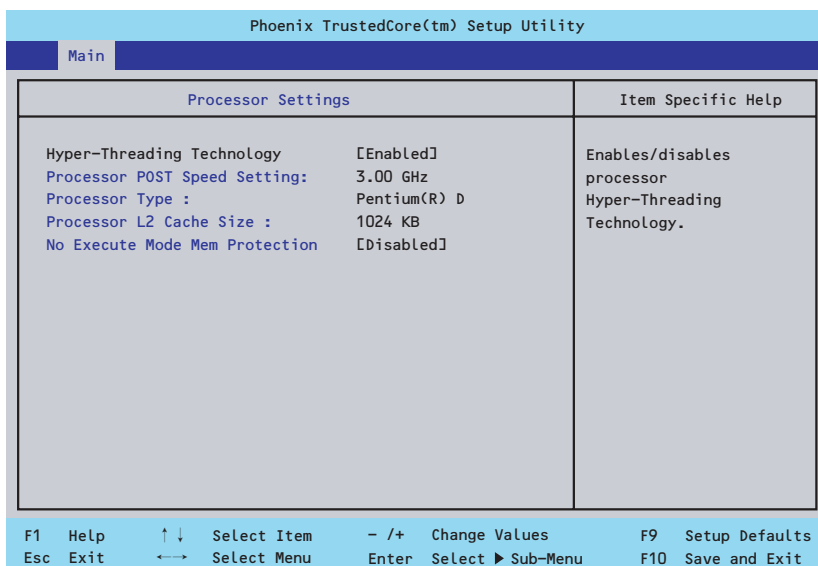 Phoenix TrustedCore(tm) Setup Utility
Main
Processor Settings
Item Specific Help
Hyper-Threading Technology [Enabled]
Processor POST Speed Setting: 3.00 GHz
Processor Type : Pentium(R) D
Processor L2 Cache Size : 1024 KB
No Execute Mode Mem Protection [Disabled]
Enables/disables
processor
Hyper-Threading
Technology.
F1 Help ↑↓ Select Item - /+ Change Values F9 Setup Defaults
Esc Exit ←→ Select Menu Enter Select ▶ Sub-Menu F10 Save and Exit